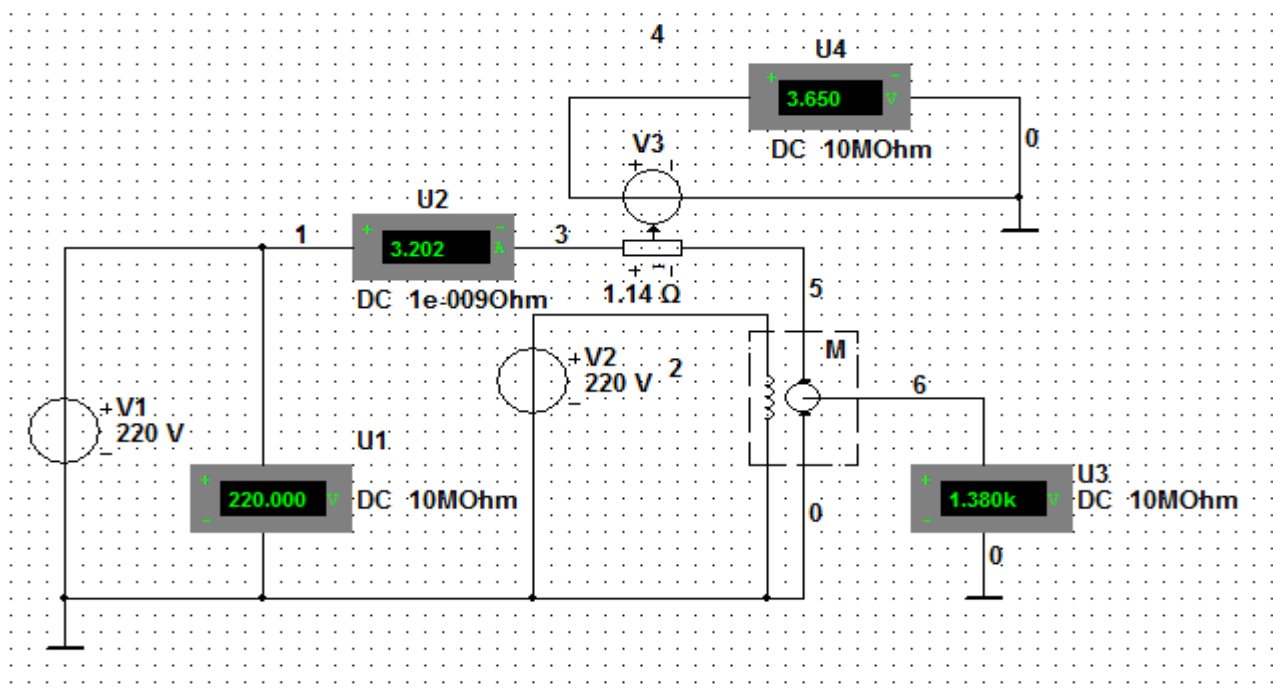 4
U4
3.650 V
DC 10MOhm
0
V3
U2
1
3.202 A
3
DC 1e-009Ohm
1.14 Ω
5
V2
220 V
2
M
6
V1
220 V
U1
220.000 V
DC 10MOhm
0
U3
1.380k V
DC 10MOhm
0